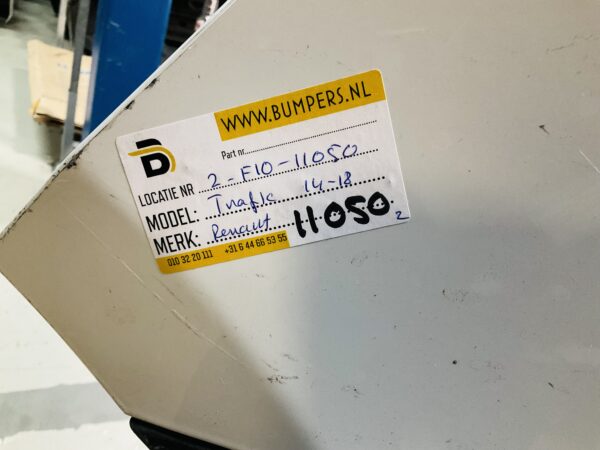 WWW.BUMPERS.NL
Part nr
LOCATIE NR 2-F10-11050
MODEL: Trafic 14-18
MERK: Renault 11050 2
010 32 20 111 +31 6 44 66 53 55